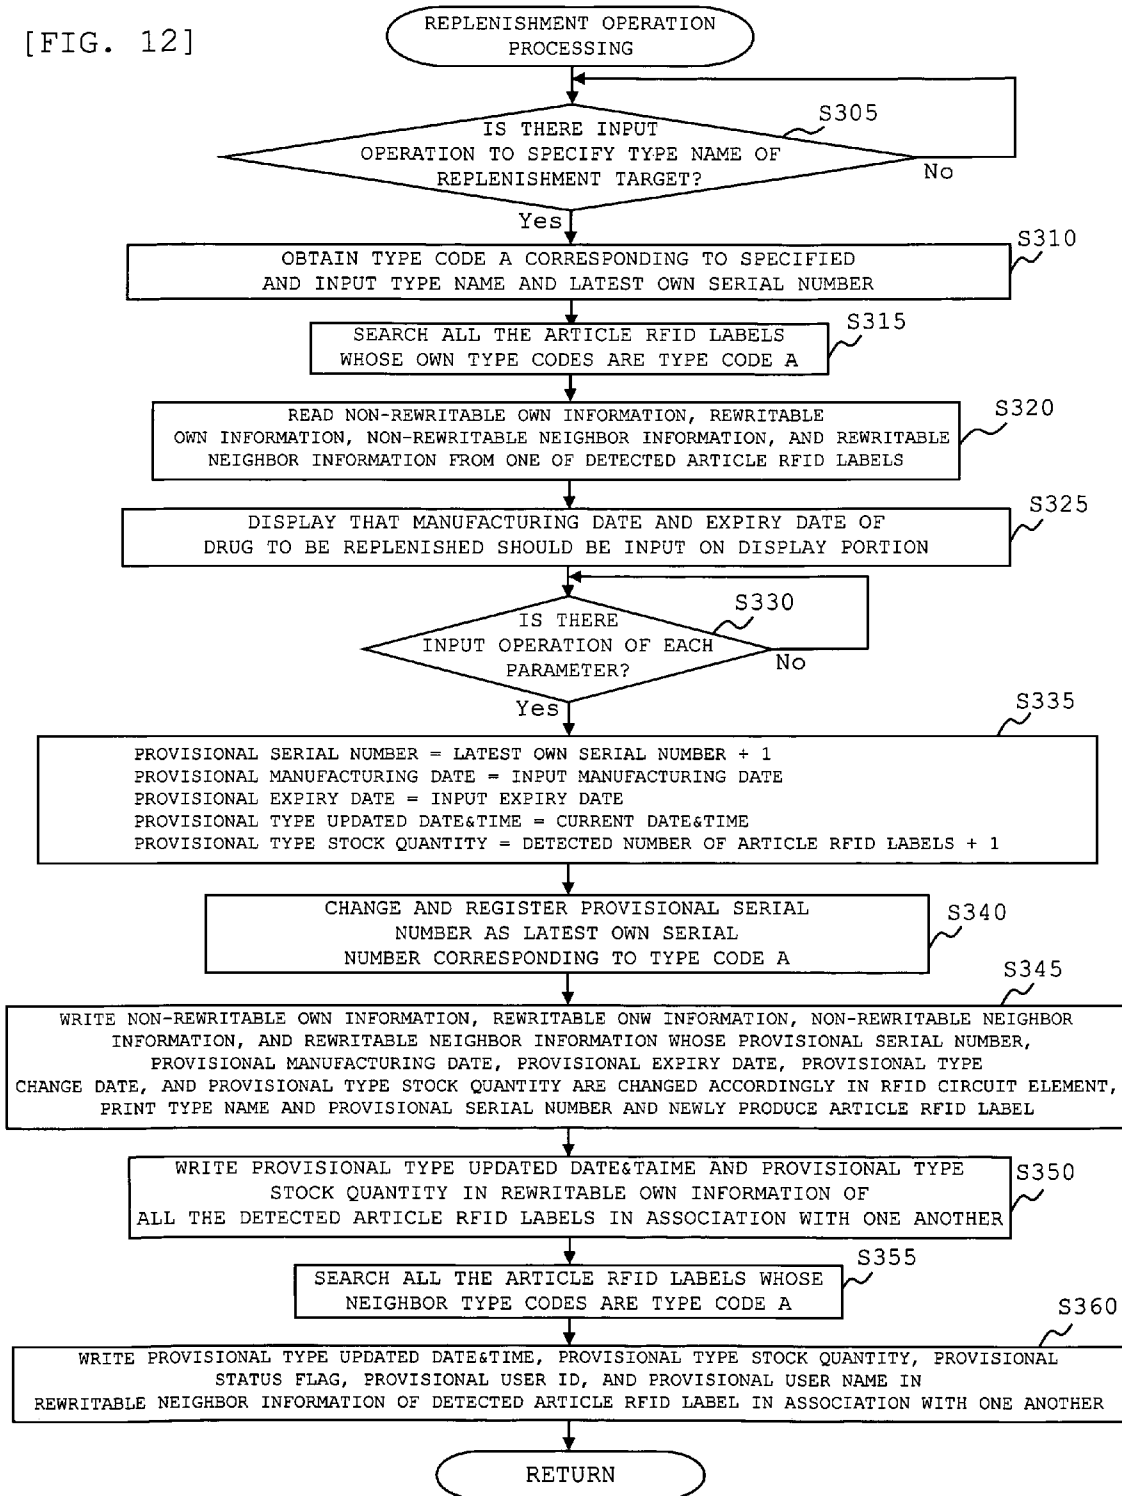 [FIG. 12]
REPLENISHMENT OPERATION
PROCESSING
S305
IS THERE INPUT
OPERATION TO SPECIFY TYPE NAME OF
REPLENISHMENT TARGET?
No
Yes
S310
OBTAIN TYPE CODE A CORRESPONDING TO SPECIFIED
AND INPUT TYPE NAME AND LATEST OWN SERIAL NUMBER
S315
SEARCH ALL THE ARTICLE RFID LABELS
WHOSE OWN TYPE CODES ARE TYPE CODE A
S320
READ NON-REWRITABLE OWN INFORMATION, REWRITABLE
OWN INFORMATION, NON-REWRITABLE NEIGHBOR INFORMATION, AND REWRITABLE
NEIGHBOR INFORMATION FROM ONE OF DETECTED ARTICLE RFID LABELS
S325
DISPLAY THAT MANUFACTURING DATE AND EXPIRY DATE OF
DRUG TO BE REPLENISHED SHOULD BE INPUT ON DISPLAY PORTION
S330
IS THERE
INPUT OPERATION OF EACH
PARAMETER?
No
Yes
S335
PROVISIONAL SERIAL NUMBER = LATEST OWN SERIAL NUMBER + 1
PROVISIONAL MANUFACTURING DATE = INPUT MANUFACTURING DATE
PROVISIONAL EXPIRY DATE = INPUT EXPIRY DATE
PROVISIONAL TYPE UPDATED DATE&TIME = CURRENT DATE&TIME
PROVISIONAL TYPE STOCK QUANTITY = DETECTED NUMBER OF ARTICLE RFID LABELS + 1
S340
CHANGE AND REGISTER PROVISIONAL SERIAL
NUMBER AS LATEST OWN SERIAL
NUMBER CORRESPONDING TO TYPE CODE A
S345
WRITE NON-REWRITABLE OWN INFORMATION, REWRITABLE ONW INFORMATION, NON-REWRITABLE NEIGHBOR
INFORMATION, AND REWRITABLE NEIGHBOR INFORMATION WHOSE PROVISIONAL SERIAL NUMBER,
PROVISIONAL MANUFACTURING DATE, PROVISIONAL EXPIRY DATE, PROVISIONAL TYPE
CHANGE DATE, AND PROVISIONAL TYPE STOCK QUANTITY ARE CHANGED ACCORDINGLY IN RFID CIRCUIT ELEMENT,
PRINT TYPE NAME AND PROVISIONAL SERIAL NUMBER AND NEWLY PRODUCE ARTICLE RFID LABEL
S350
WRITE PROVISIONAL TYPE UPDATED DATE&TAIME AND PROVISIONAL TYPE
STOCK QUANTITY IN REWRITABLE OWN INFORMATION OF
ALL THE DETECTED ARTICLE RFID LABELS IN ASSOCIATION WITH ONE ANOTHER
S355
SEARCH ALL THE ARTICLE RFID LABELS WHOSE
NEIGHBOR TYPE CODES ARE TYPE CODE A
S360
WRITE PROVISIONAL TYPE UPDATED DATE&TIME, PROVISIONAL TYPE STOCK QUANTITY, PROVISIONAL
STATUS FLAG, PROVISIONAL USER ID, AND PROVISIONAL USER NAME IN
REWRITABLE NEIGHBOR INFORMATION OF DETECTED ARTICLE RFID LABEL IN ASSOCIATION WITH ONE ANOTHER
RETURN